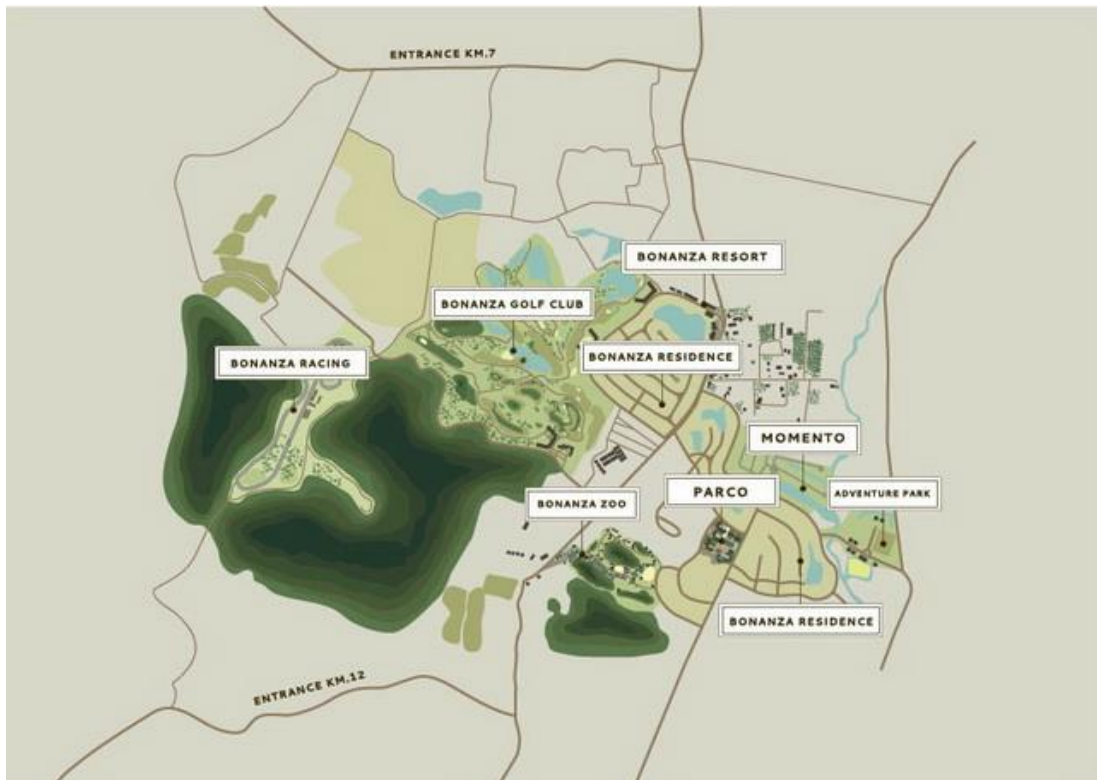 ENTRANCE KM.7
BONANZA RESORT
BONANZA GOLF CLUB
BONANZA RESIDENCE
BONANZA RACING
MOMENTO
PARCO
ADVENTURE PARK
BONANZA ZOO
BONANZA RESIDENCE
ENTRANCE KM.12